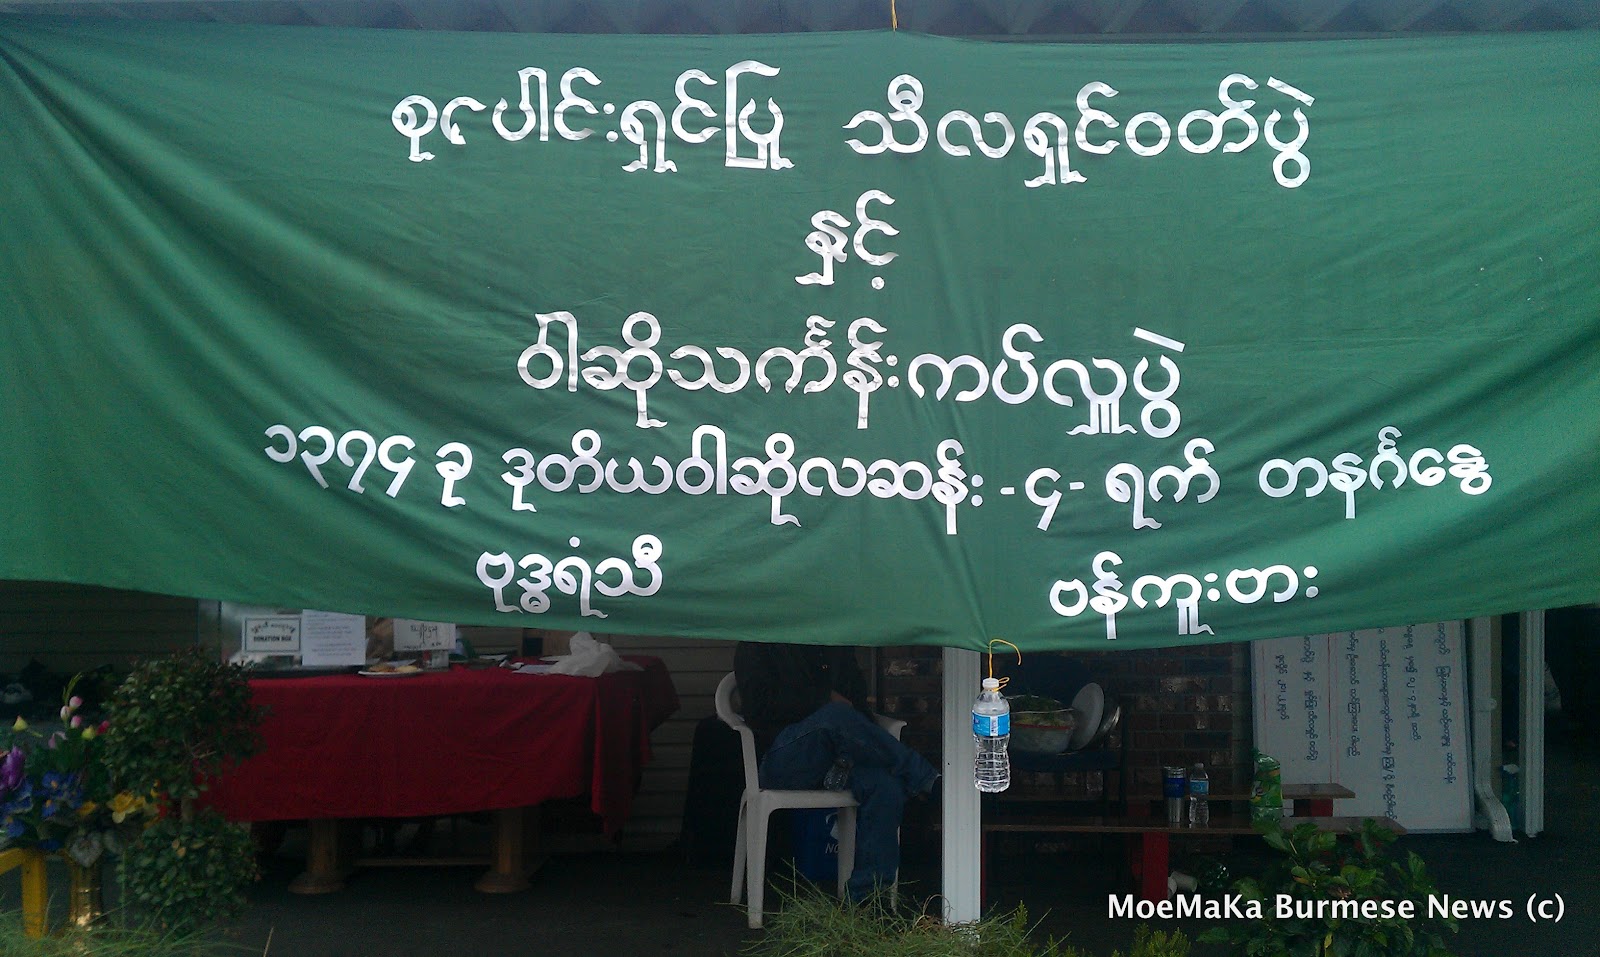 စုပေါင်းရှင်ပြု သီလရှင်ဝတ်ပွဲ
နှင့်
ဝါဆိုသင်္ကန်းကပ်လှူပွဲ
၁၃၇၄ ခု ဒုတိယဝါဆိုလဆန်း - ၄ - ရက် တနင်္ဂနွေ
ဗုဒ္ဓရံသီ ဗန်ကူးဗား
DONATION BOX
MoeMaKa Burmese News (c)